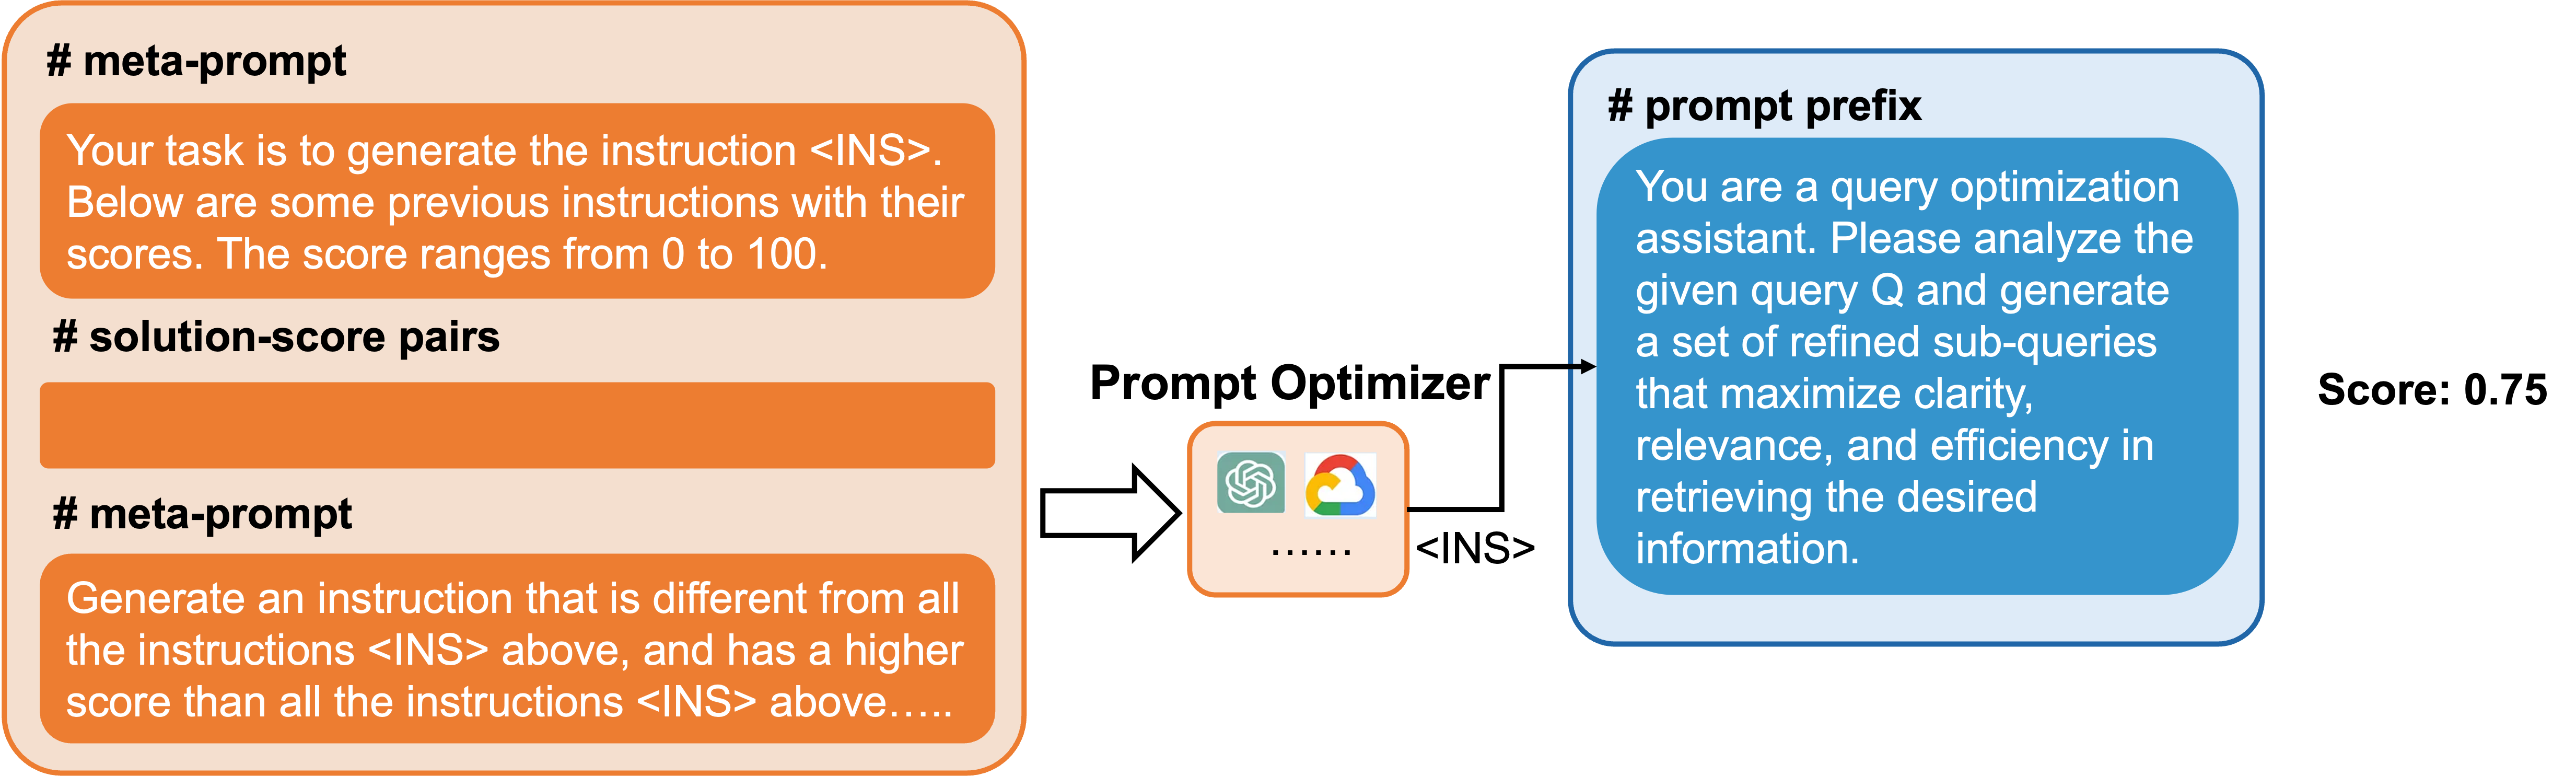 # meta-prompt
Your task is to generate the instruction <INS>.
Below are some previous instructions with their
scores. The score ranges from 0 to 100.
# solution-score pairs
# meta-prompt
Generate an instruction that is different from all
the instructions <INS> above, and has a higher
score than all the instructions <INS> above…..
Prompt Optimizer
......
<INS>
# prompt prefix
You are a query optimization
assistant. Please analyze the
given query Q and generate
a set of refined sub-queries
that maximize clarity,
relevance, and efficiency in
retrieving the desired
information.
Score: 0.75